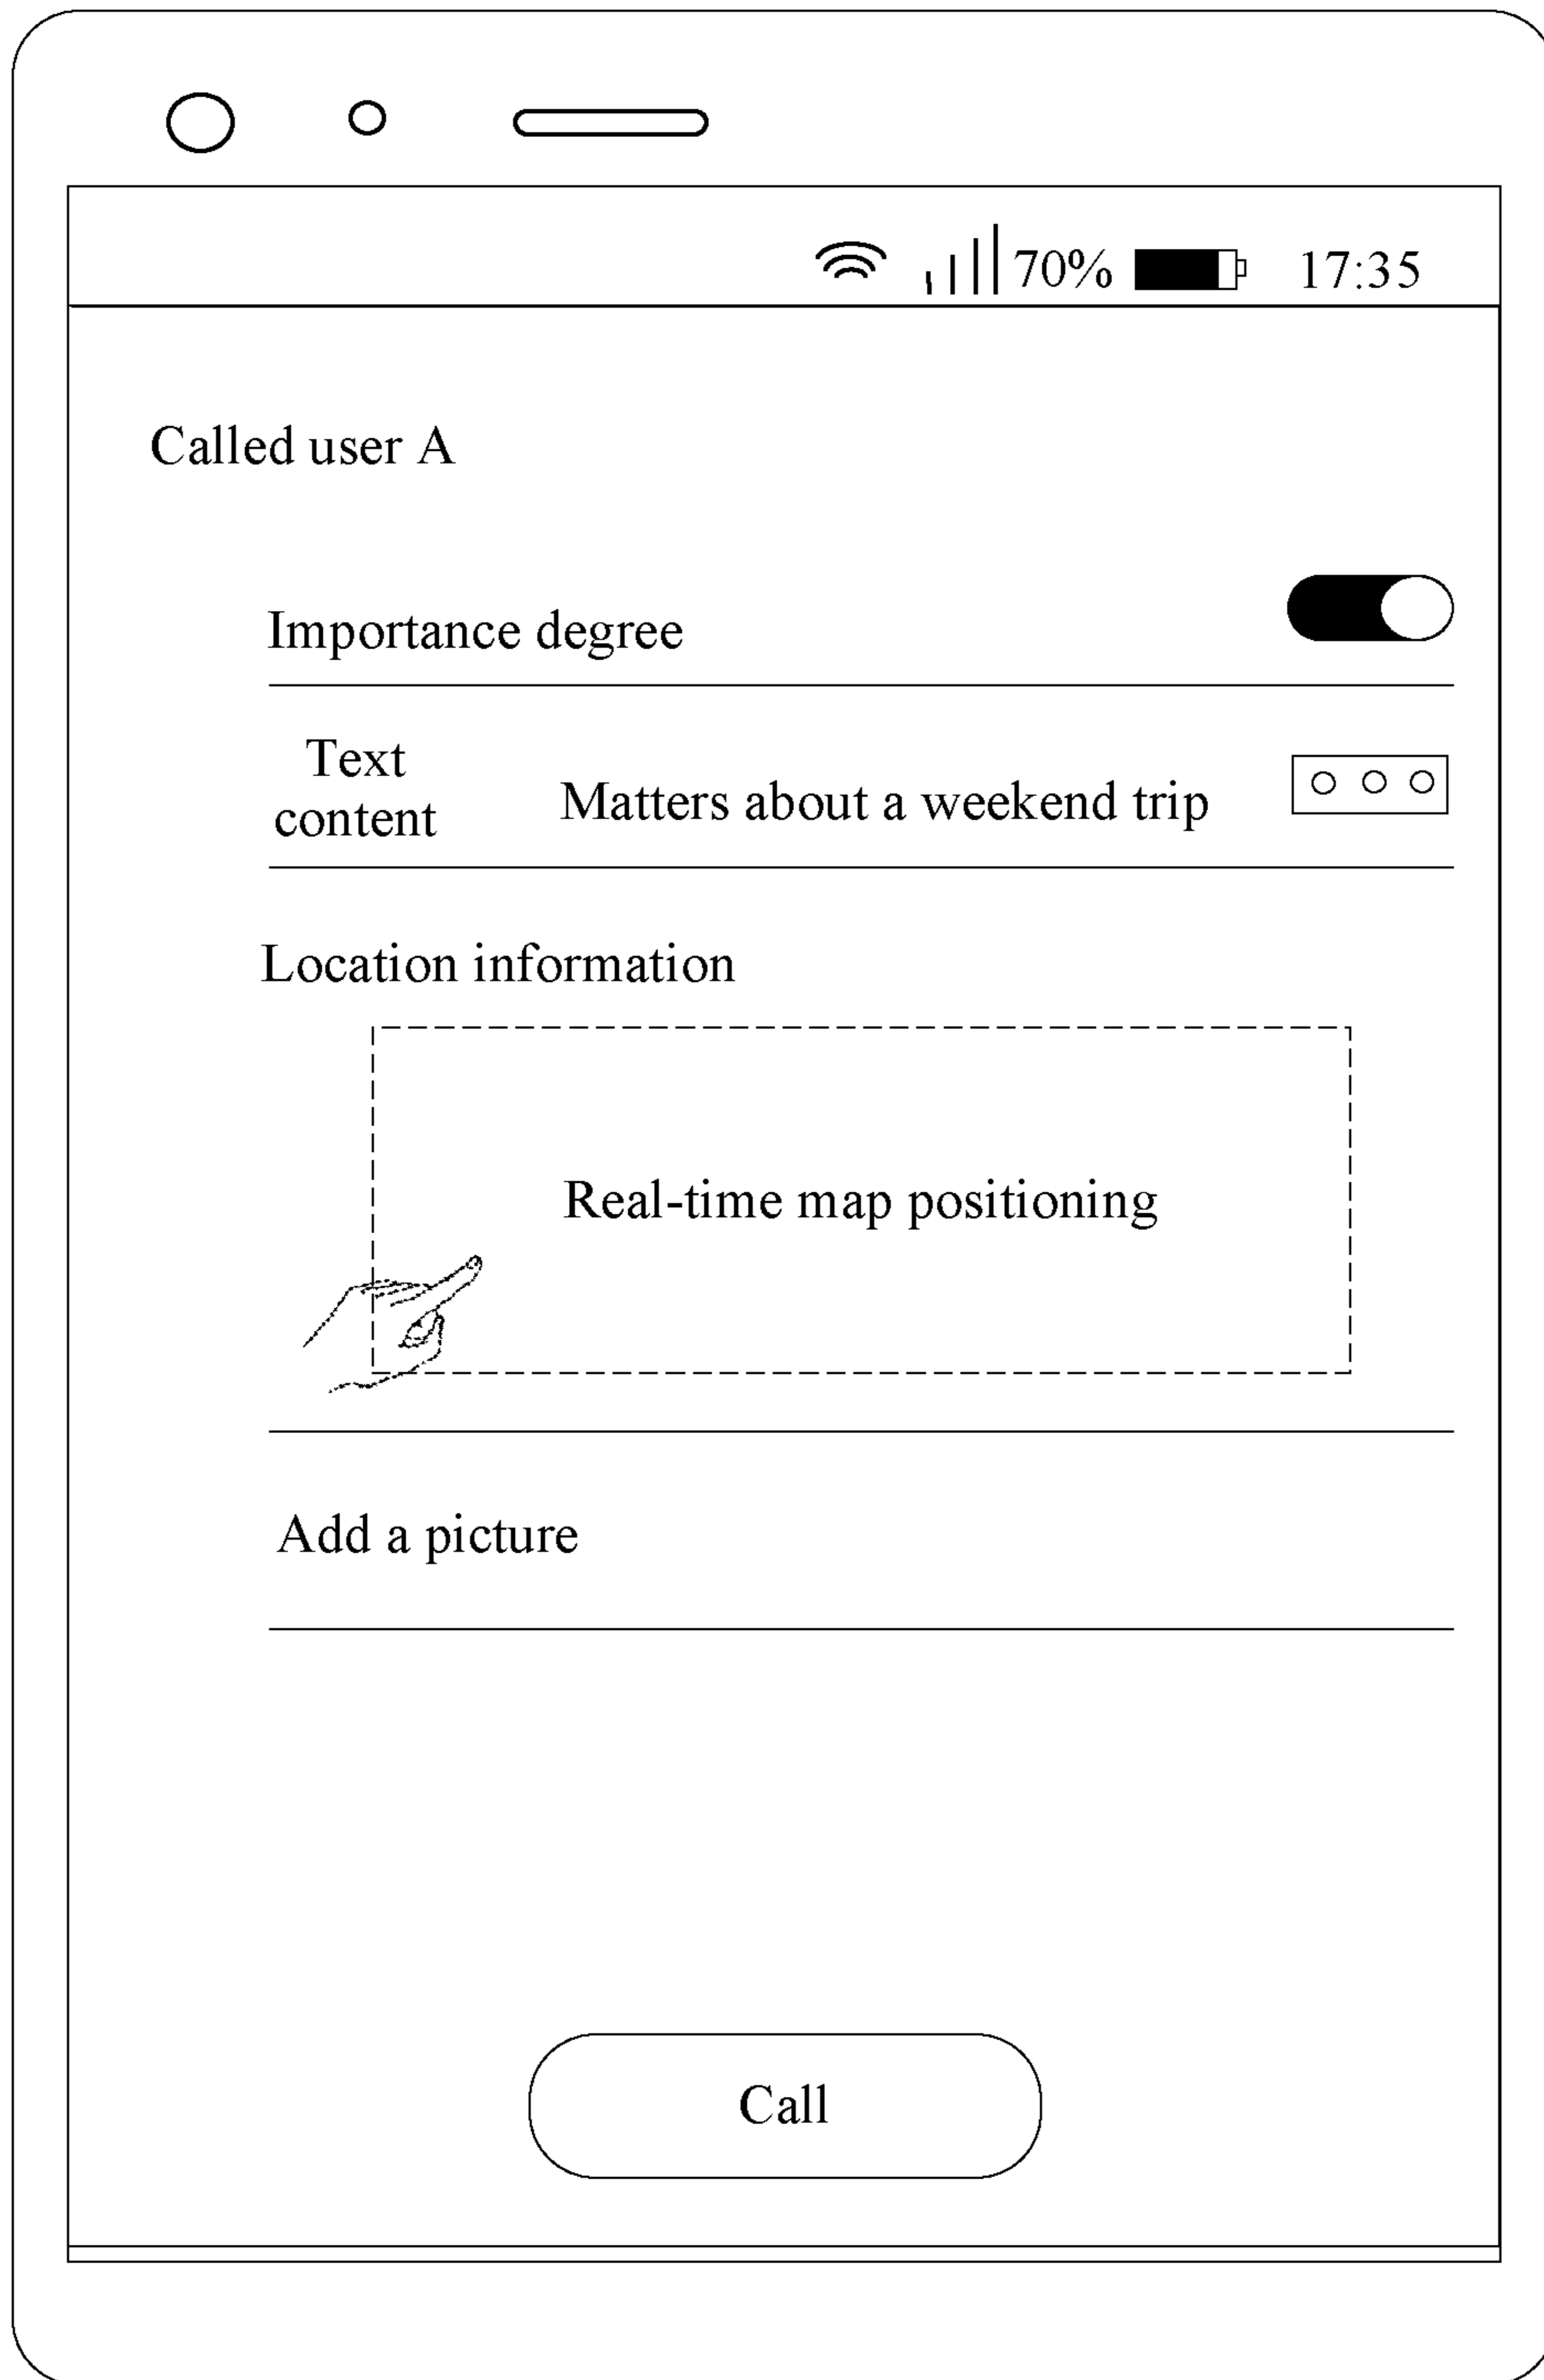 70% 17:35
Called user A
Importance degree
Text
content
Matters about a weekend trip
Location information
Real-time map positioning
Add a picture
Call